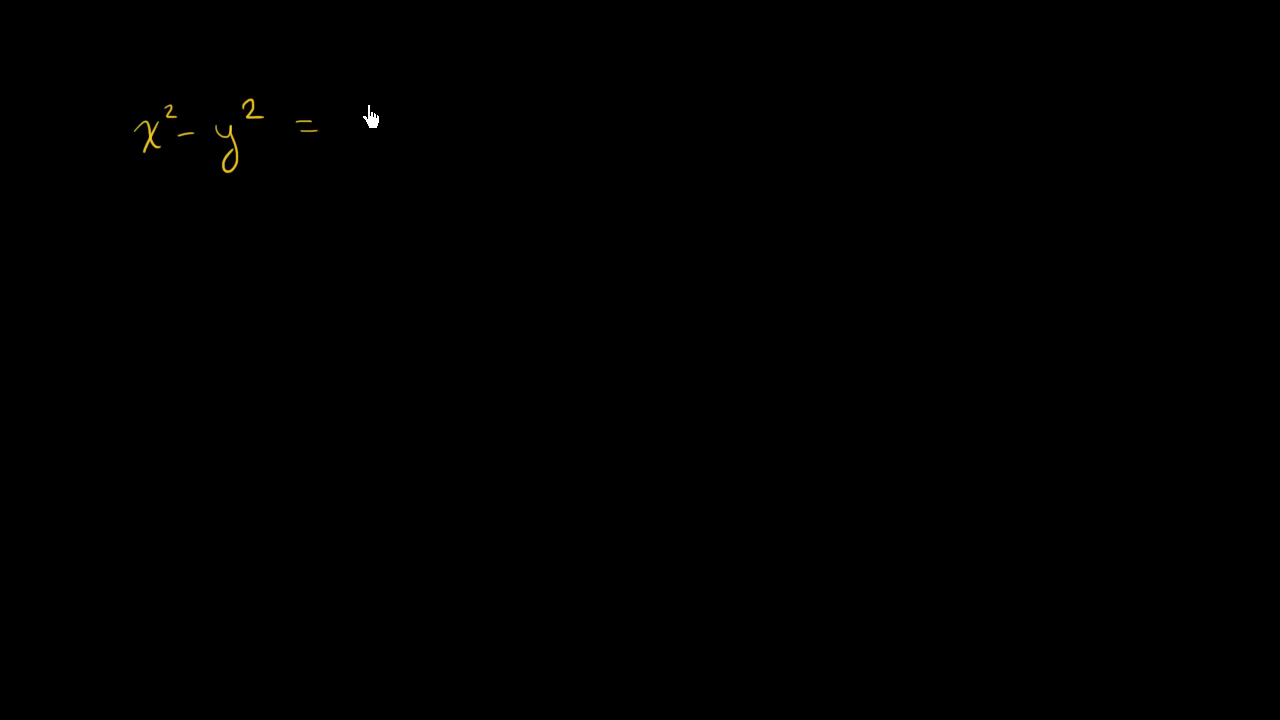 x² - y² =